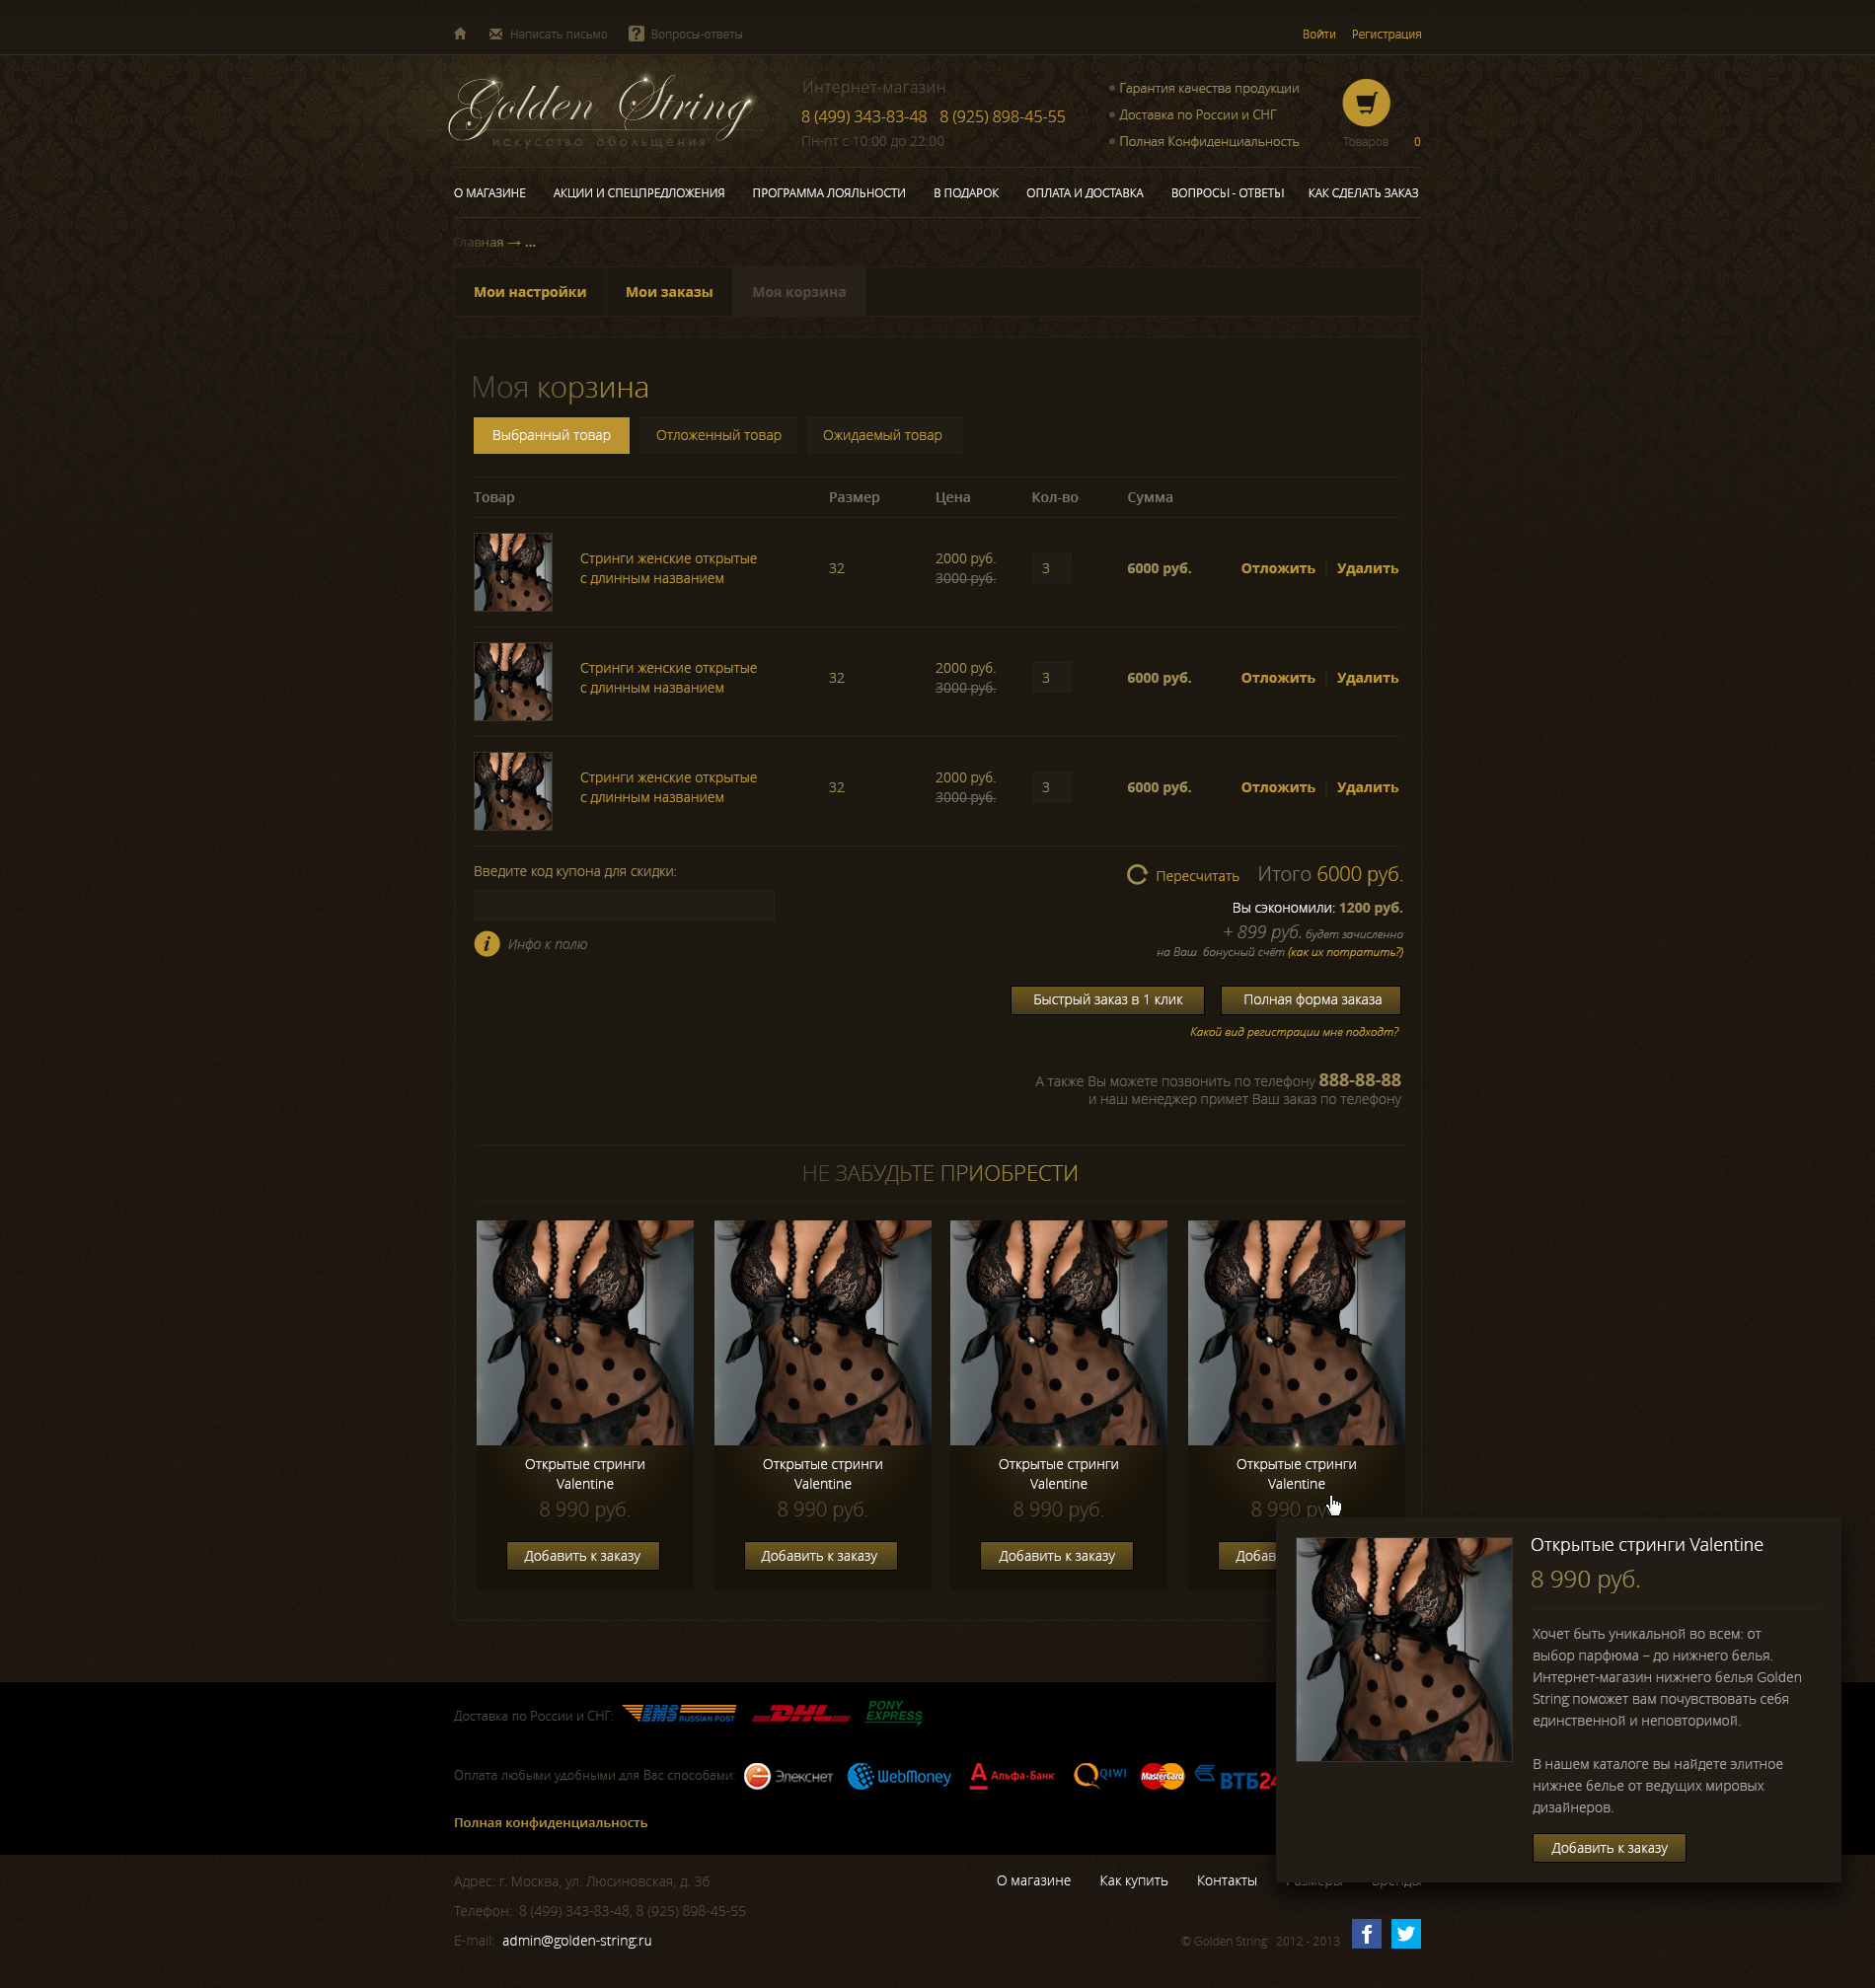 Написать письмо
Вопросы-ответы
Войти
Регистрация
Golden String
искусство обольщения
Интернет-магазин
8 (499) 343-83-48 8 (925) 898-45-55
Пн-пт с 10:00 до 22:00
Гарантия качества продукции
Доставка по России и СНГ
Полная Конфиденциальность
Товаров 0
О МАГАЗИНЕ
АКЦИИ И СПЕЦПРЕДЛОЖЕНИЯ
ПРОГРАММА ЛОЯЛЬНОСТИ
В ПОДАРОК
ОПЛАТА И ДОСТАВКА
ВОПРОСЫ - ОТВЕТЫ
КАК СДЕЛАТЬ ЗАКАЗ
Главная → ...
Мои настройки
Мои заказы
Моя корзина
Моя корзина
Выбранный товар
Отложенный товар
Ожидаемый товар
Товар Размер Цена Кол-во Сумма
Стринги женские открытые
с длинным названием
32
2000 руб.
3000 руб.
3
6000 руб.
Отложить | Удалить
Стринги женские открытые
с длинным названием
32
2000 руб.
3000 руб.
3
6000 руб.
Отложить | Удалить
Стринги женские открытые
с длинным названием
32
2000 руб.
3000 руб.
3
6000 руб.
Отложить | Удалить
Введите код купона для скидки:
Инфо к полю
Пересчитать
Итого 6000 руб.
Вы сэкономили: 1200 руб.
+ 899 руб. будет зачисленно
на Ваш бонусный счёт (как их потратить?)
Быстрый заказ в 1 клик
Полная форма заказа
Какой вид регистрации мне подходт?
А также Вы можете позвонить по телефону 888-88-88
и наш менеджер примет Ваш заказ по телефону
НЕ ЗАБУДЬТЕ ПРИОБРЕСТИ
Открытые стринги
Valentine
8 990 руб.
Добавить к заказу
Открытые стринги
Valentine
8 990 руб.
Добавить к заказу
Открытые стринги
Valentine
8 990 руб.
Добавить к заказу
Открытые стринги
Valentine
8 990
Открытые стринги Valentine
8 990 руб.
Хочет быть уникальной во всем: от
выбор парфюма – до нижнего белья.
Интернет-магазин нижнего белья Golden
String поможет вам почувствовать себя
единственной и неповторимой.
В нашем каталоге вы найдете элитное
нижнее белье от ведущих мировых
дизайнеров.
Добавить к заказу
Доставка по России и СНГ:
EMS RUSSIAN POST
DHL
PONY EXPRESS
Оплата любыми удобными для Вас способами:
Элекснет
WebMoney
Альфа·Банк
QIWI
MasterCard
ВТБ24
Полная конфиденциальность
Адрес: г. Москва, ул. Люсиновская, д. 36
Телефон: 8 (499) 343-83-48, 8 (925) 898-45-55
E-mail: admin@golden-string.ru
О магазине
Как купить
Контакты
© Golden String 2012 - 2013